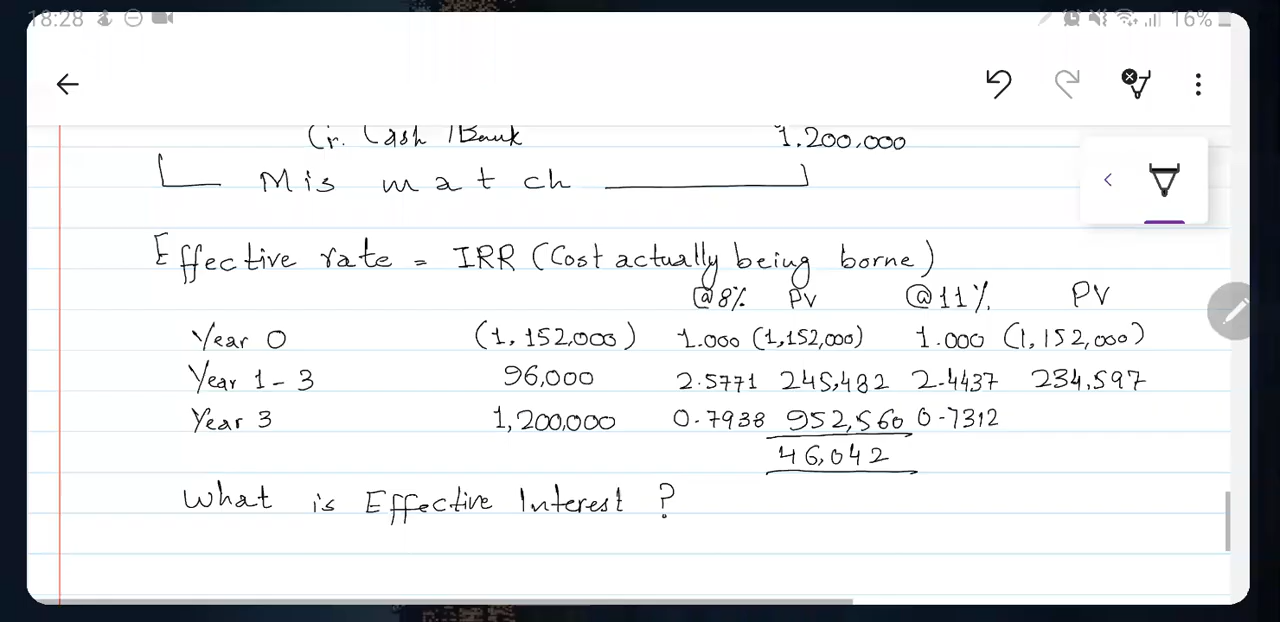 18:28 16%
Cr. Cash / Bank 1,200,000
Mis match
Effective rate = IRR (Cost actually being borne)
@8% PV @11% PV
Year 0 (1,152,000) 1.000 (1,152,000) 1.000 (1,152,000)
Year 1-3 96,000 2.5771 245,482 2.4437 234,597
Year 3 1,200,000 0.7938 952,560 0.7312
46,042
What is Effective Interest ?